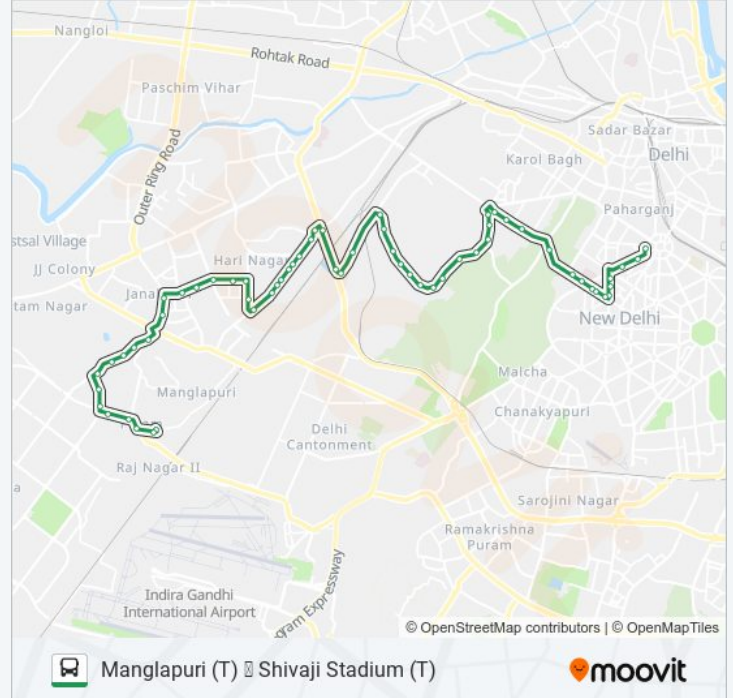 Nangloi
Rohtak Road
Paschim Vihar
Sadar Bazar
Delhi
Karol Bagh
Outer Ring Road
Paharganj
stsal Village
Hari Nagar
JJ Colony
Jana
tam Nagar
New Delhi
Malcha
Manglapuri
Chanakyapuri
Delhi
Cantonment
Raj Nagar II
a
Sarojini Nagar
Ramakrishna
Puram
Indira Gandhi
International Airport
gram Expressway
© OpenStreetMap contributors | © OpenMapTiles
Manglapuri (T) Shivaji Stadium (T)
moovit